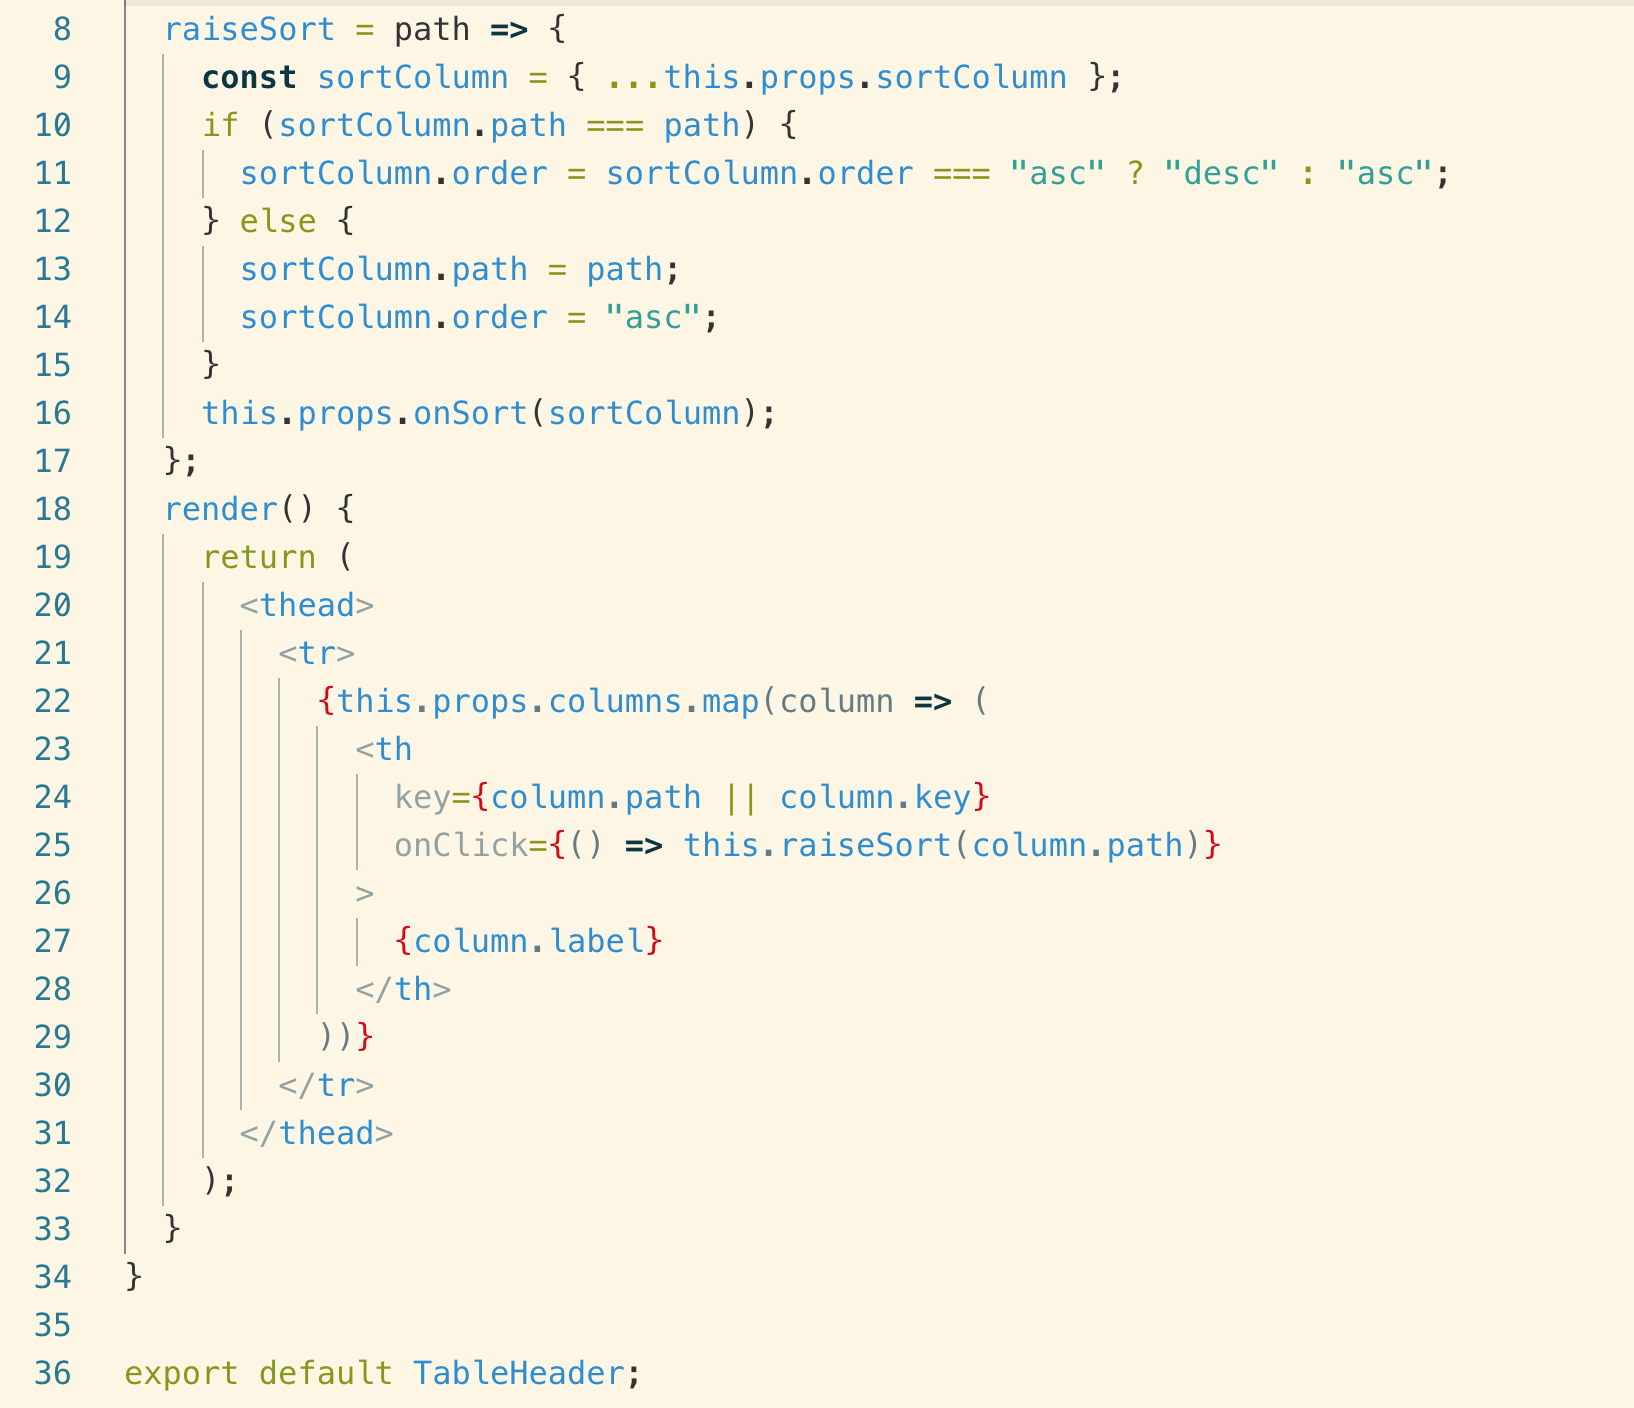 8 raiseSort = path => {
9 const sortColumn = { ...this.props.sortColumn };
10 if (sortColumn.path === path) {
11 sortColumn.order = sortColumn.order === "asc" ? "desc" : "asc";
12 } else {
13 sortColumn.path = path;
14 sortColumn.order = "asc";
15 }
16 this.props.onSort(sortColumn);
17 };
18 render() {
19 return (
20 <thead>
21 <tr>
22 {this.props.columns.map(column => (
23 <th
24 key={column.path || column.key}
25 onClick={() => this.raiseSort(column.path)}
26 >
27 {column.label}
28 </th>
29 ))}
30 </tr>
31 </thead>
32 );
33 }
34 }
35
36 export default TableHeader;